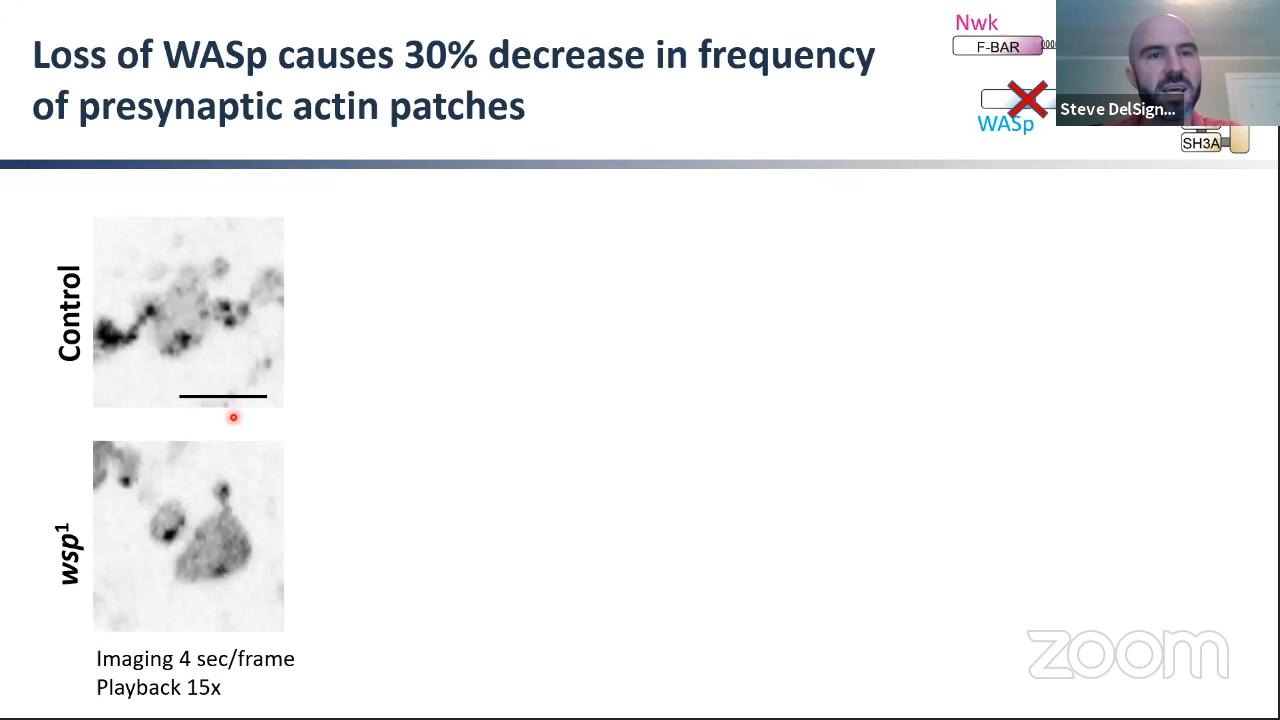 Loss of WASp causes 30% decrease in frequency
of presynaptic actin patches
Nwk
F-BAR
WASp
Steve DelSign...
SH3A
Control
wsp1
Imaging 4 sec/frame
Playback 15x
zoom